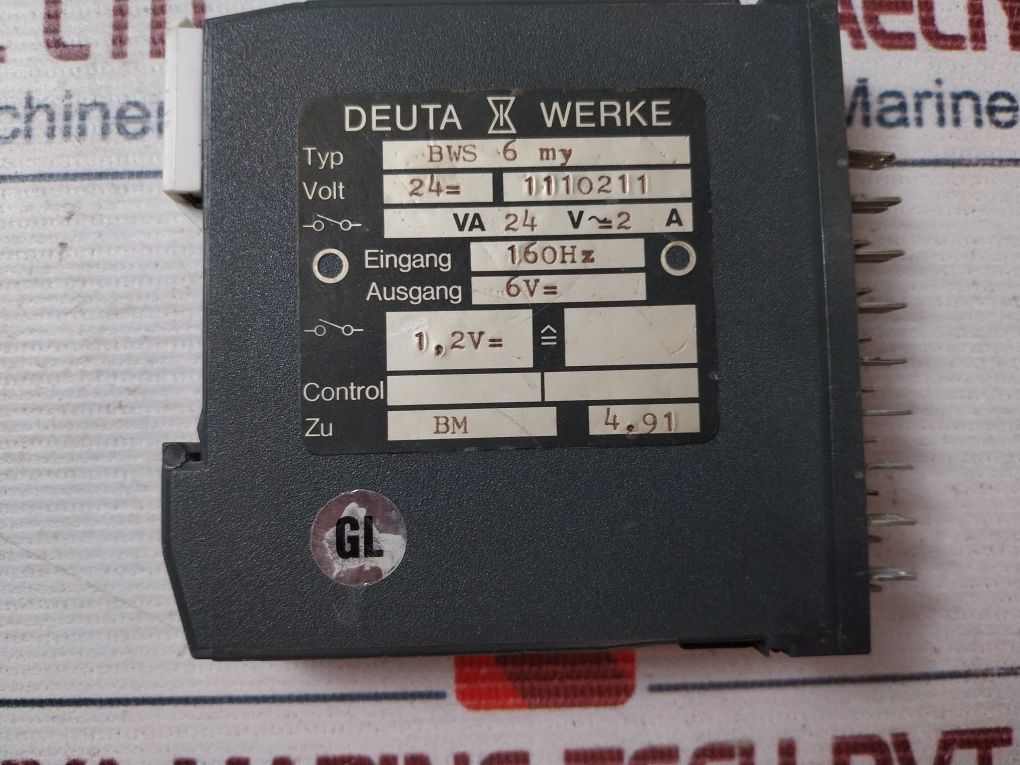 DEUTA WERKE
Typ BWS 6 my
Volt 24= 1110211
VA 24 V≃2 A
Eingang 160Hz
Ausgang 6V=
1,2V= ≙
Control
Zu BM 4.91
GL
Marine